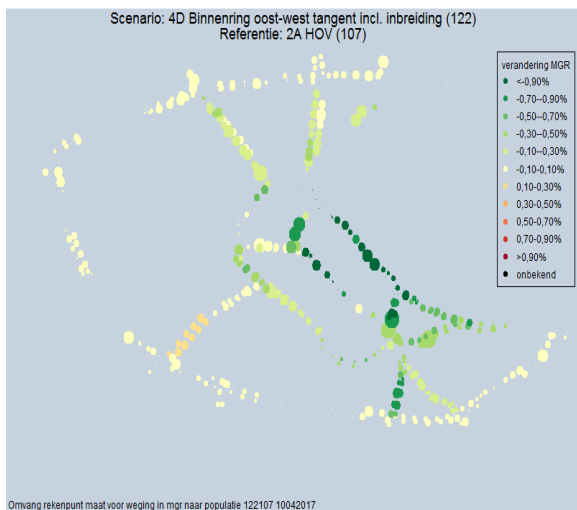 Scenario: 4D Binnenring oost-west tangent incl. inbreiding (122)
Referentie: 2A HOV (107)
verandering MGR
<-0,90%
-0,70--0,90%
-0,50--0,70%
-0,30--0,50%
-0,10--0,30%
-0,10-0,10%
0,10-0,30%
0,30-0,50%
0,50-0,70%
0,70-0,90%
>0,90%
onbekend
Omvang rekenpunt maat voor weging in mgr naar populatie 122107 10042017